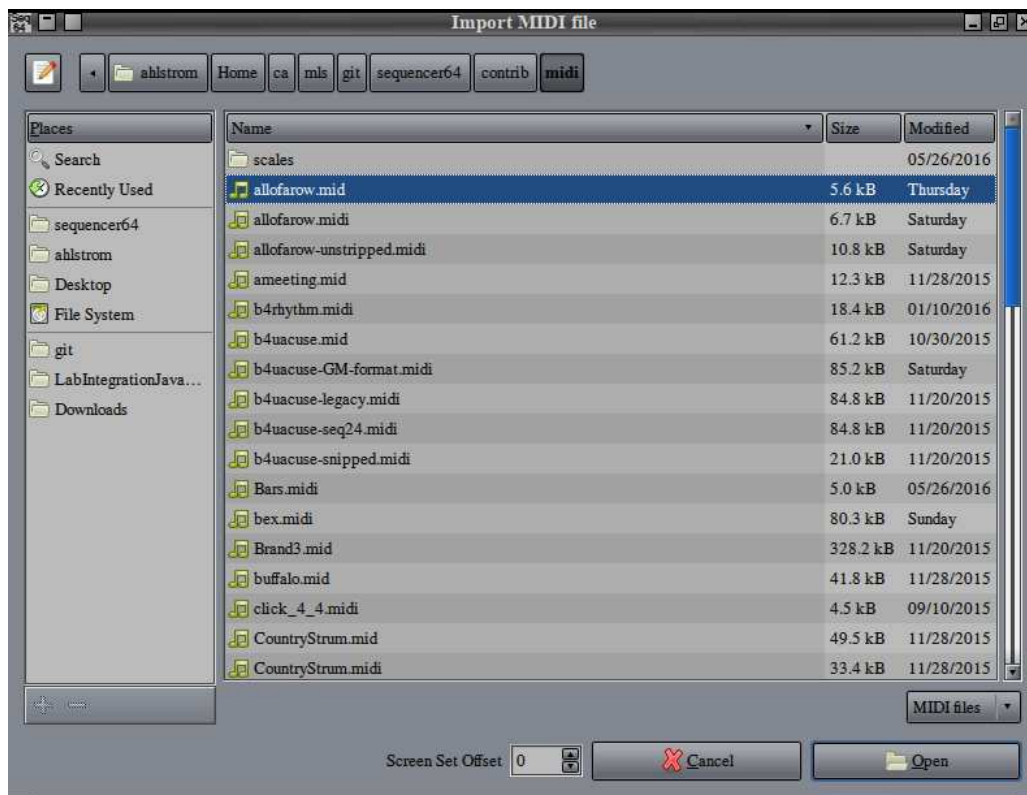 Seq 64 Import MIDI file
ahlstrom Home ca mls git sequencer64 contrib midi
Places Name Size Modified
Search
Recently Used
sequencer64
ahlstrom
Desktop
File System
git
LabIntegrationJava...
Downloads
scales 05/26/2016
allofarow.mid 5.6 kB Thursday
allofarow.midi 6.7 kB Saturday
allofarow-unstripped.midi 10.8 kB Saturday
ameeting.mid 12.3 kB 11/28/2015
b4rhythm.midi 18.4 kB 01/10/2016
b4uacuse.mid 61.2 kB 10/30/2015
b4uacuse-GM-format.midi 85.2 kB Saturday
b4uacuse-legacy.midi 84.8 kB 11/20/2015
b4uacuse-seq24.midi 84.8 kB 11/20/2015
b4uacuse-snipped.midi 21.0 kB 11/20/2015
Bars.midi 5.0 kB 05/26/2016
bex.midi 80.3 kB Sunday
Brand3.mid 328.2 kB 11/20/2015
buffalo.mid 41.8 kB 11/28/2015
click_4_4.midi 4.5 kB 09/10/2015
CountryStrum.mid 49.5 kB 11/28/2015
CountryStrum.midi 33.4 kB 11/28/2015
MIDI files
Screen Set Offset 0 Cancel Open